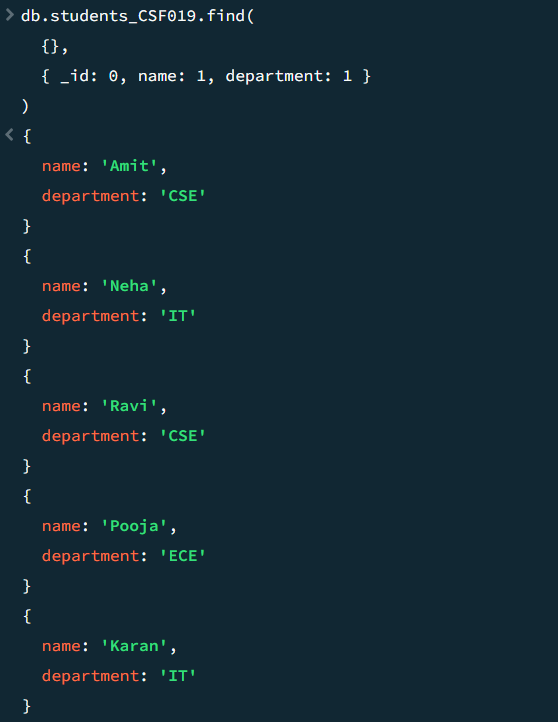 db.students_CSF019.find(
{},
{ _id: 0, name: 1, department: 1 }
)
{
name: 'Amit',
department: 'CSE'
}
{
name: 'Neha',
department: 'IT'
}
{
name: 'Ravi',
department: 'CSE'
}
{
name: 'Pooja',
department: 'ECE'
}
{
name: 'Karan',
department: 'IT'
}